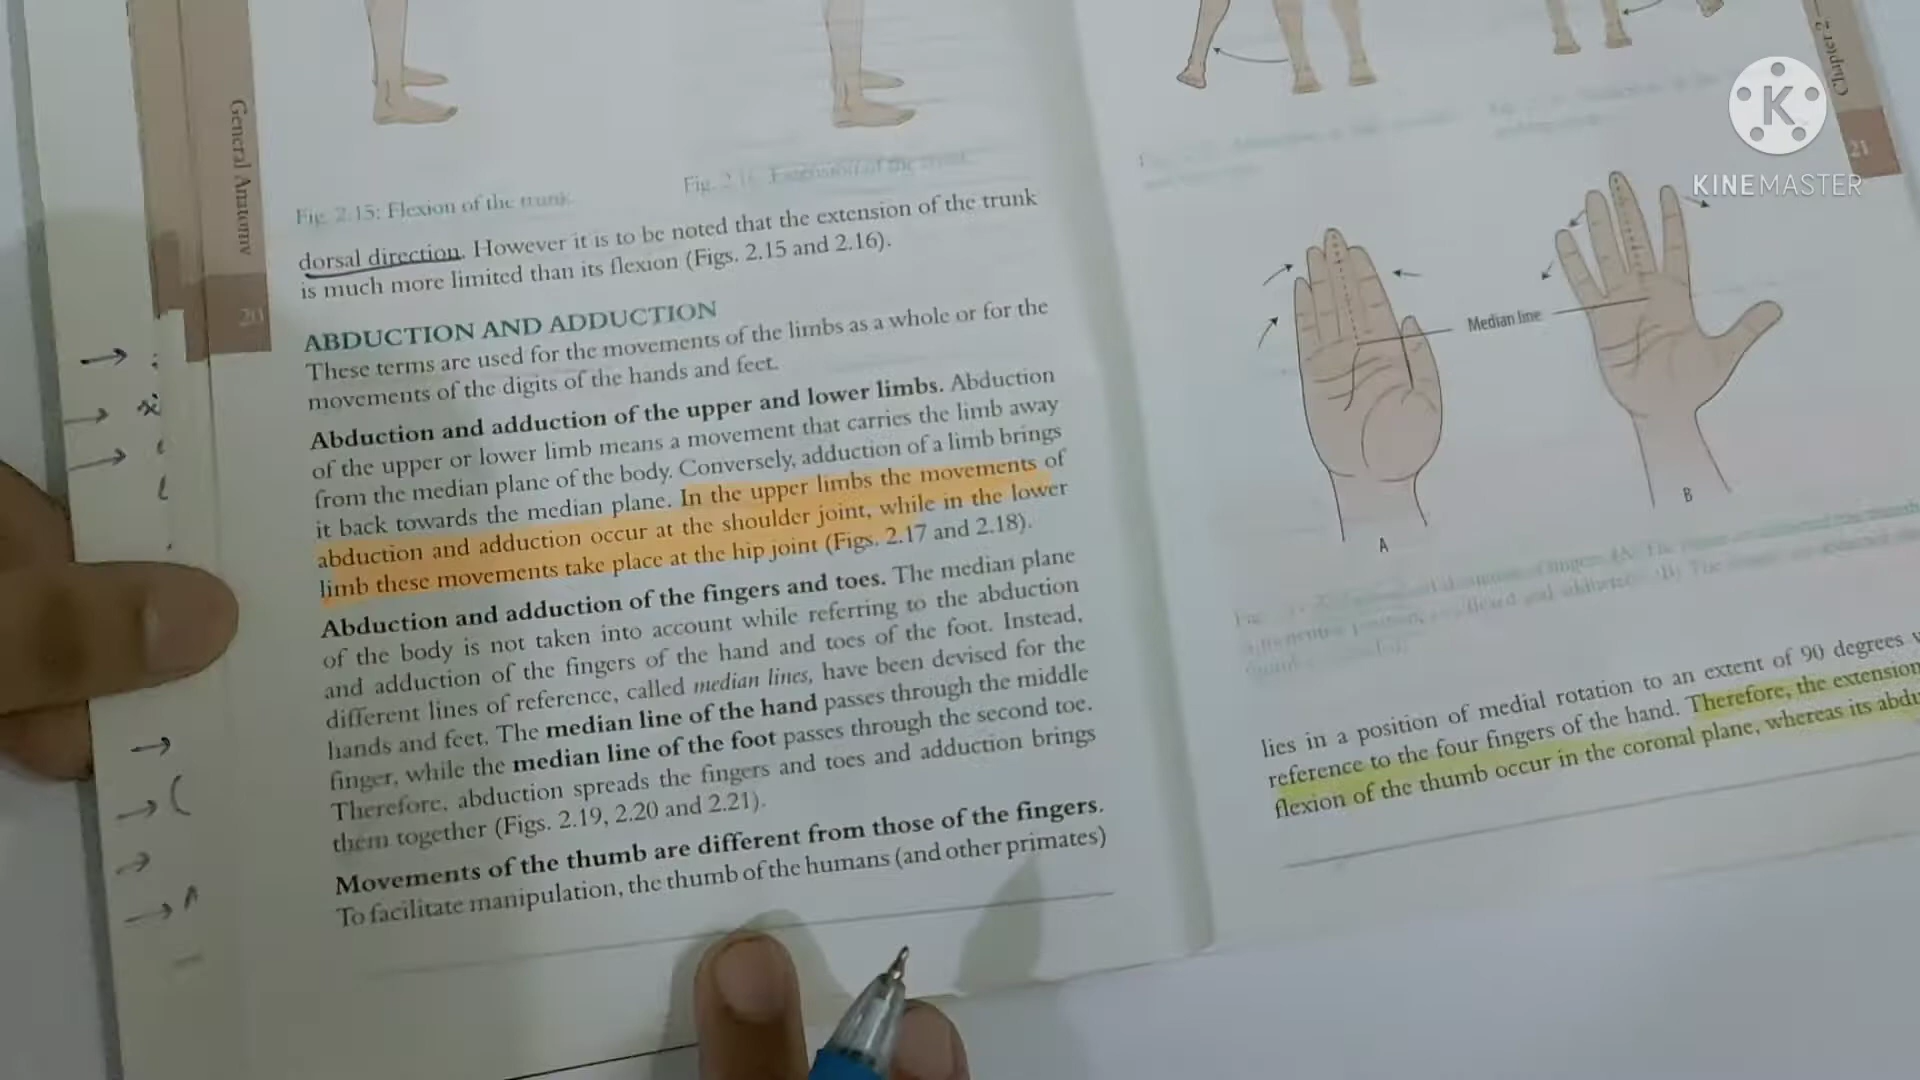 General Anatomy
20
Fig. 2.15: Flexion of the trunk
Fig. 2.16 Extension of the trunk
dorsal direction. However it is to be noted that the extension of the trunk
is much more limited than its flexion (Figs. 2.15 and 2.16).
ABDUCTION AND ADDUCTION
These terms are used for the movements of the limbs as a whole or for the
movements of the digits of the hands and feet.
Abduction and adduction of the upper and lower limbs. Abduction
of the upper or lower limb means a movement that carries the limb away
from the median plane of the body. Conversely, adduction of a limb brings
it back towards the median plane. In the upper limbs the movements of
abduction and adduction occur at the shoulder joint, while in the lower
limb these movements take place at the hip joint (Figs. 2.17 and 2.18).
Abduction and adduction of the fingers and toes. The median plane
of the body is not taken into account while referring to the abduction
and adduction of the fingers of the hand and toes of the foot. Instead,
different lines of reference, called median lines, have been devised for the
hands and feet. The median line of the hand passes through the middle
finger, while the median line of the foot passes through the second toe.
Therefore, abduction spreads the fingers and toes and adduction brings
them together (Figs. 2.19, 2.20 and 2.21).
Movements of the thumb are different from those of the fingers.
To facilitate manipulation, the thumb of the humans (and other primates)
Chapter 2
21
KINEMASTER
Median line
A
B
lies in a position of medial rotation to an extent of 90 degrees
reference to the four fingers of the hand. Therefore, the extension
flexion of the thumb occur in the coronal plane, whereas its